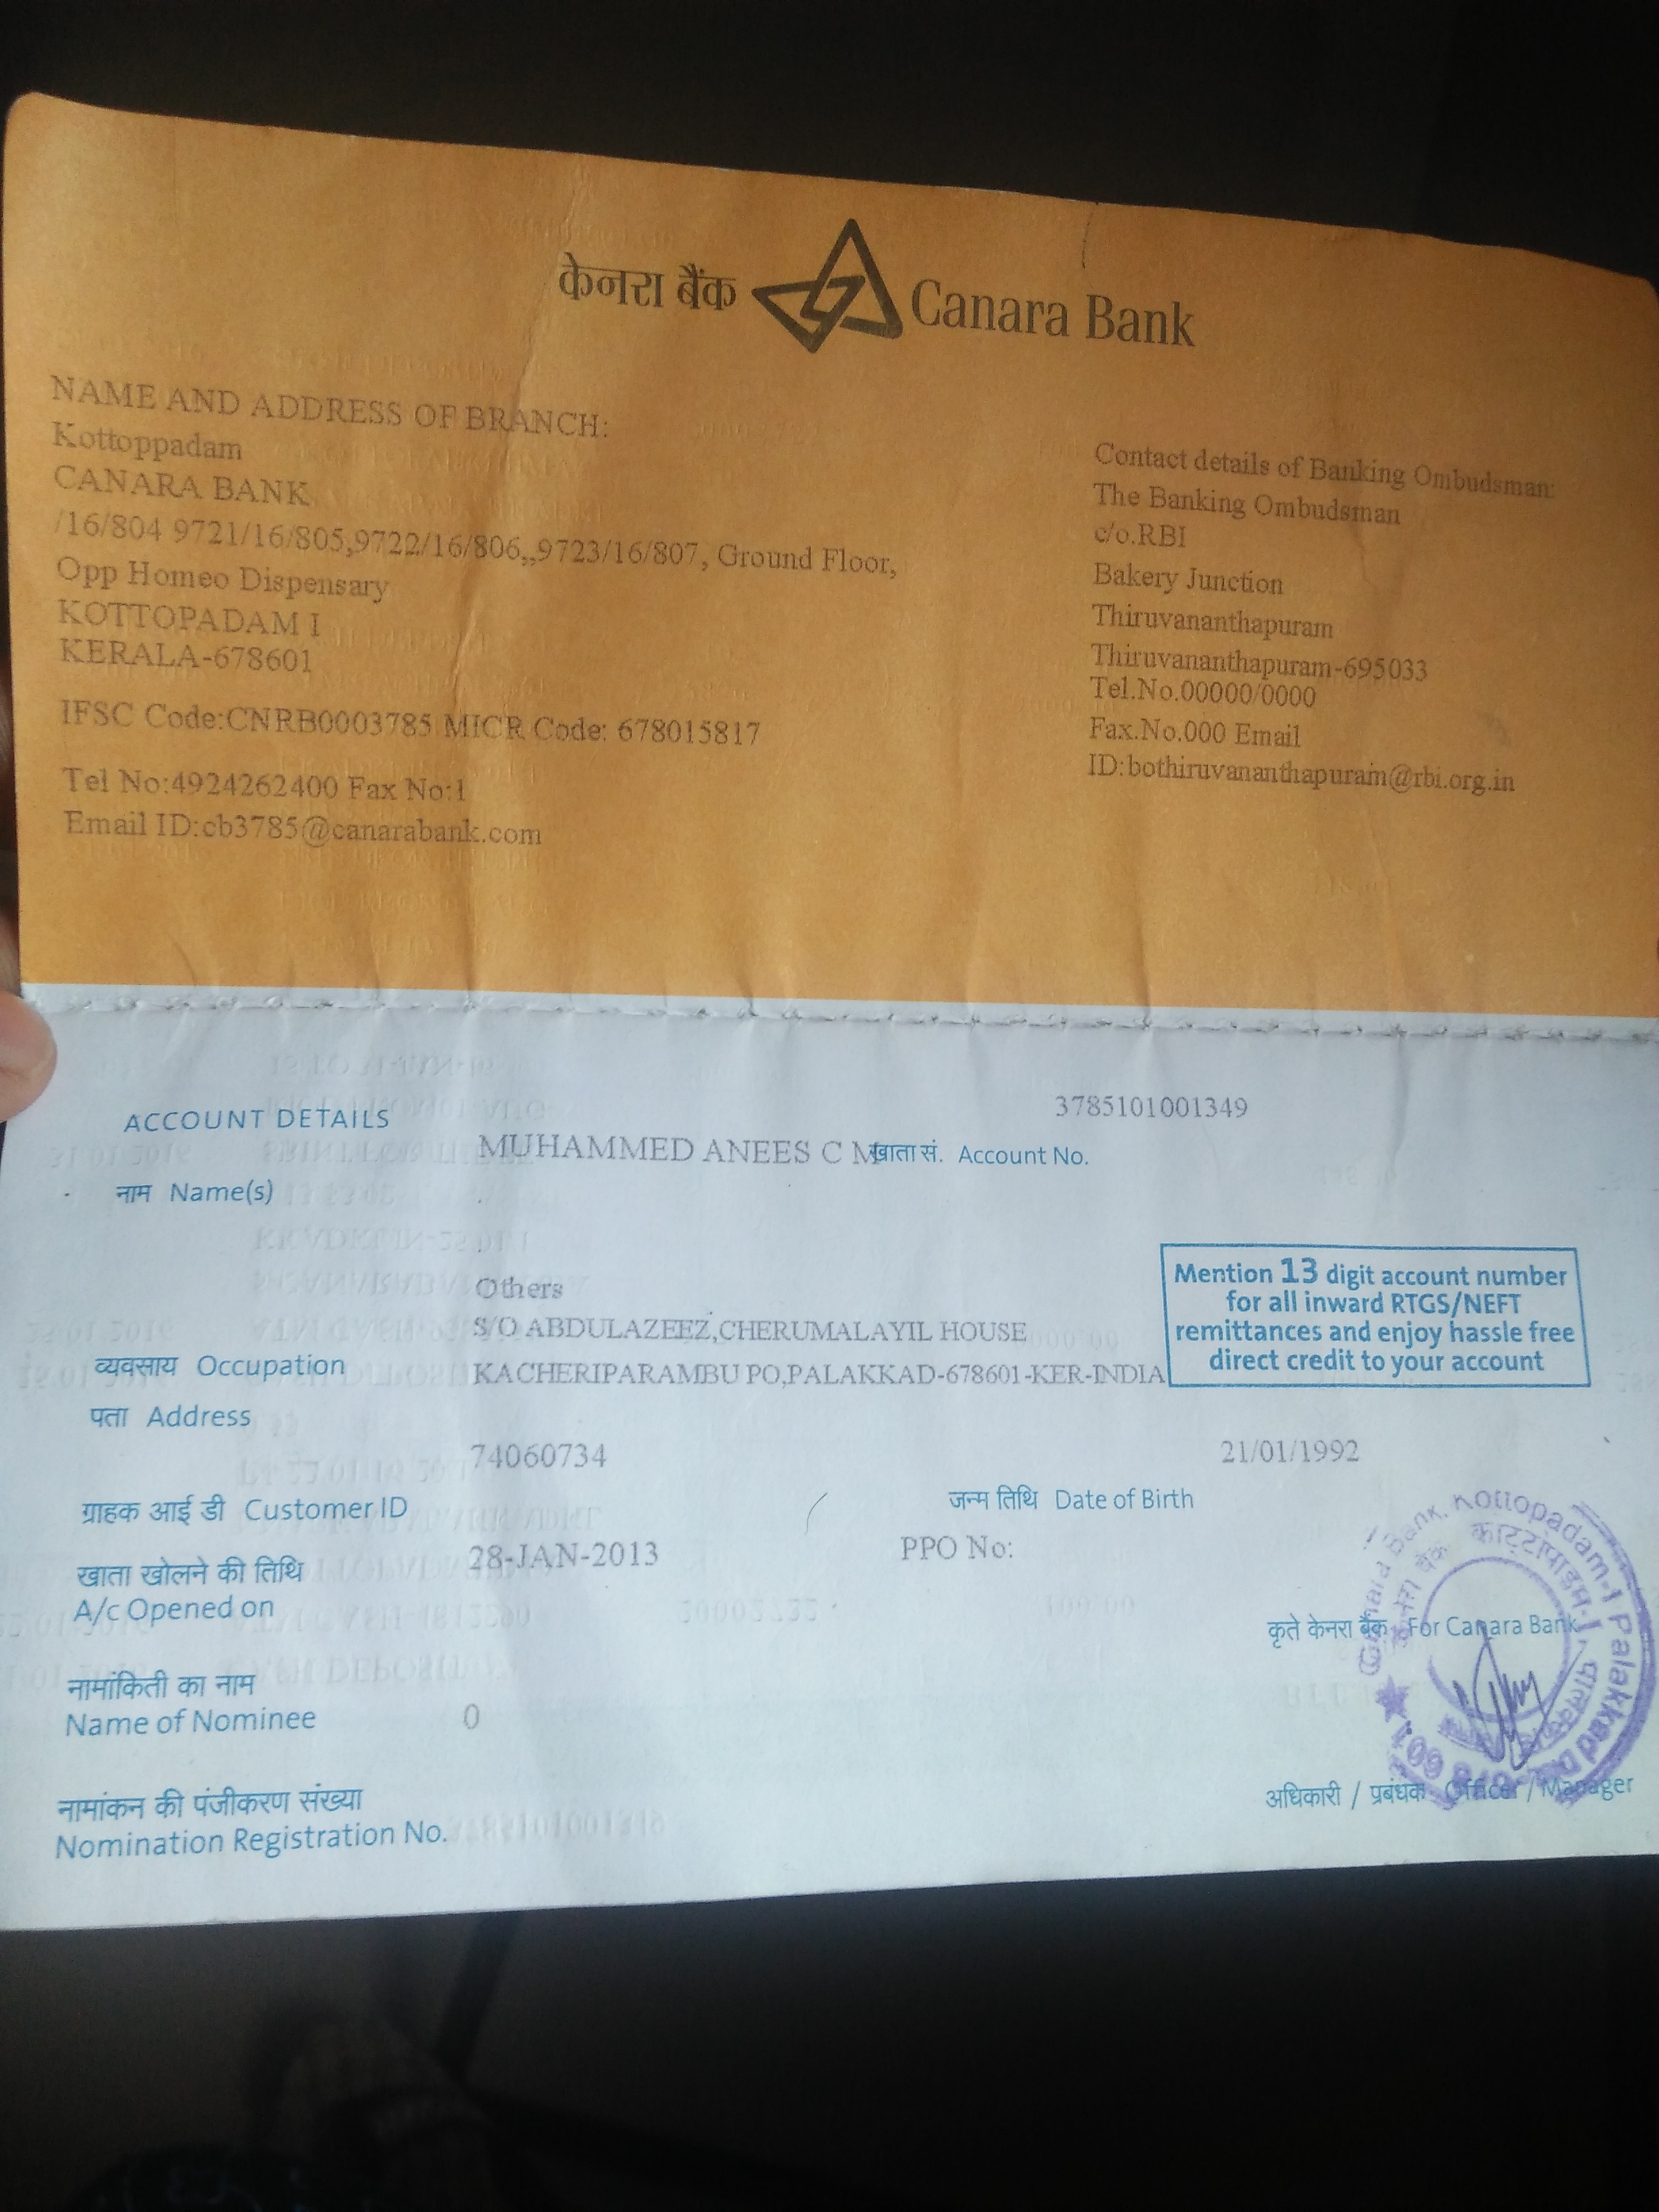 केनरा बैंक Canara Bank
NAME AND ADDRESS OF BRANCH:
Kottoppadam
CANARA BANK
/16/804 9721/16/805,9722/16/806,,9723/16/807, Ground Floor,
Opp Homeo Dispensary
KOTTOPADAM I
KERALA-678601
IFSC Code:CNRB0003785 MICR Code: 678015817
Tel No:4924262400 Fax No:1
Email ID:cb3785@canarabank.com
Contact details of Banking Ombudsman:
The Banking Ombudsman
c/o.RBI
Bakery Junction
Thiruvananthapuram
Thiruvananthapuram-695033
Tel.No.00000/0000
Fax.No.000 Email
ID:bothiruvananthapuram@rbi.org.in
ACCOUNT DETAILS
3785101001349
MUHAMMED ANEES C M खाता सं. Account No.
नाम Name(s)
Others
S/O ABDULAZEEZ,CHERUMALAYIL HOUSE
व्यवसाय Occupation KACHERIPARAMBU PO,PALAKKAD-678601-KER-INDIA
पता Address
Mention 13 digit account number
for all inward RTGS/NEFT
remittances and enjoy hassle free
direct credit to your account
74060734 21/01/1992
ग्राहक आई डी Customer ID जन्म तिथि Date of Birth
28-JAN-2013 PPO No:
खाता खोलने की तिथि
A/c Opened on
कृते केनरा बैंक For Canara Bank
नामांकिती का नाम
Name of Nominee 0
नामांकन की पंजीकरण संख्या
Nomination Registration No.
अधिकारी / प्रबंधक Officer / Manager
Canara Bank, Kottopadam-I Palakkad
केनरा बैंक